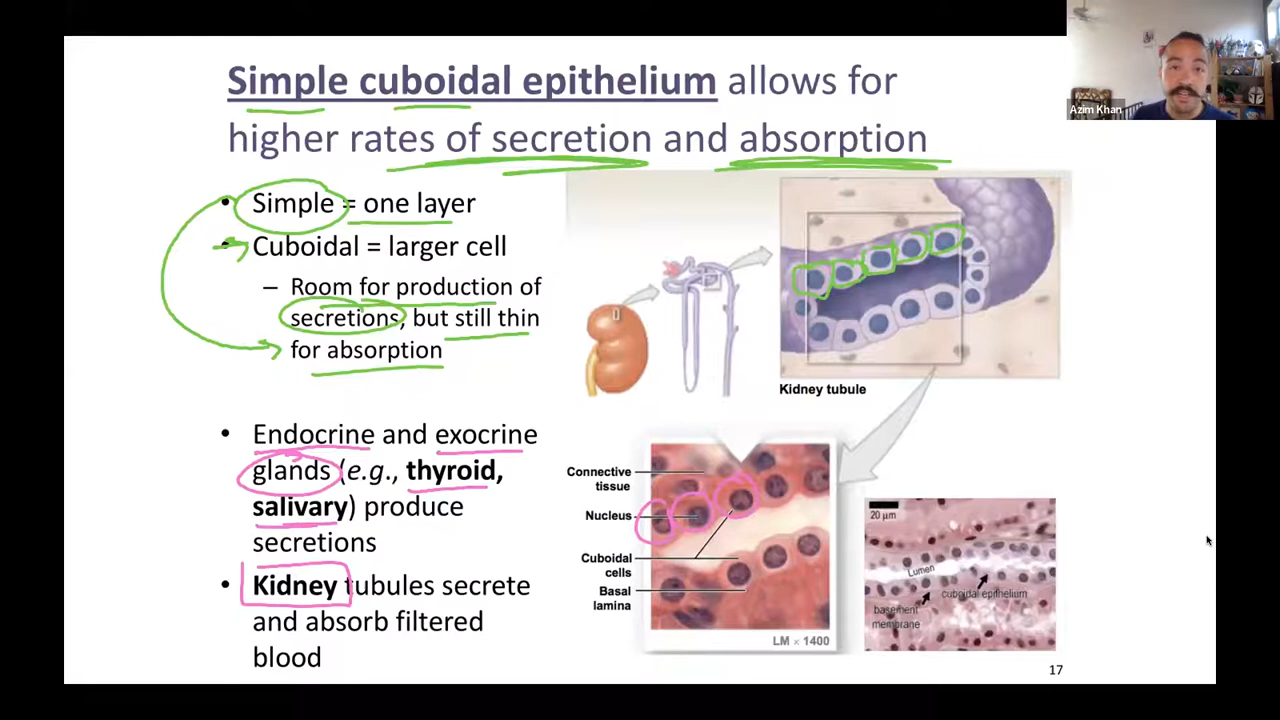 Simple cuboidal epithelium allows for
higher rates of secretion and absorption
• Simple = one layer
• Cuboidal = larger cell
– Room for production of
secretions, but still thin
for absorption
• Endocrine and exocrine
glands (e.g., thyroid,
salivary) produce
secretions
• Kidney tubules secrete
and absorb filtered
blood
Kidney tubule
Connective
tissue
Nucleus
Cuboidal
cells
Basal
lamina
LM × 1400
20 µm
Lumen
cuboidal epithelium
basement
membrane
17
Azim Khan